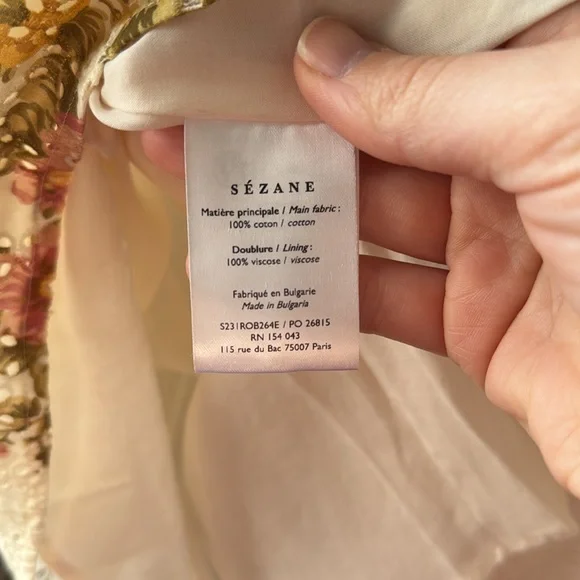 SÉZANE
Matière principale / Main fabric :
100% coton / cotton
Doublure / Lining :
100% viscose / viscose
Fabriqué en Bulgarie
Made in Bulgaria
S231ROB264E / PO 26815
RN 154 043
115 rue du Bac 75007 Paris